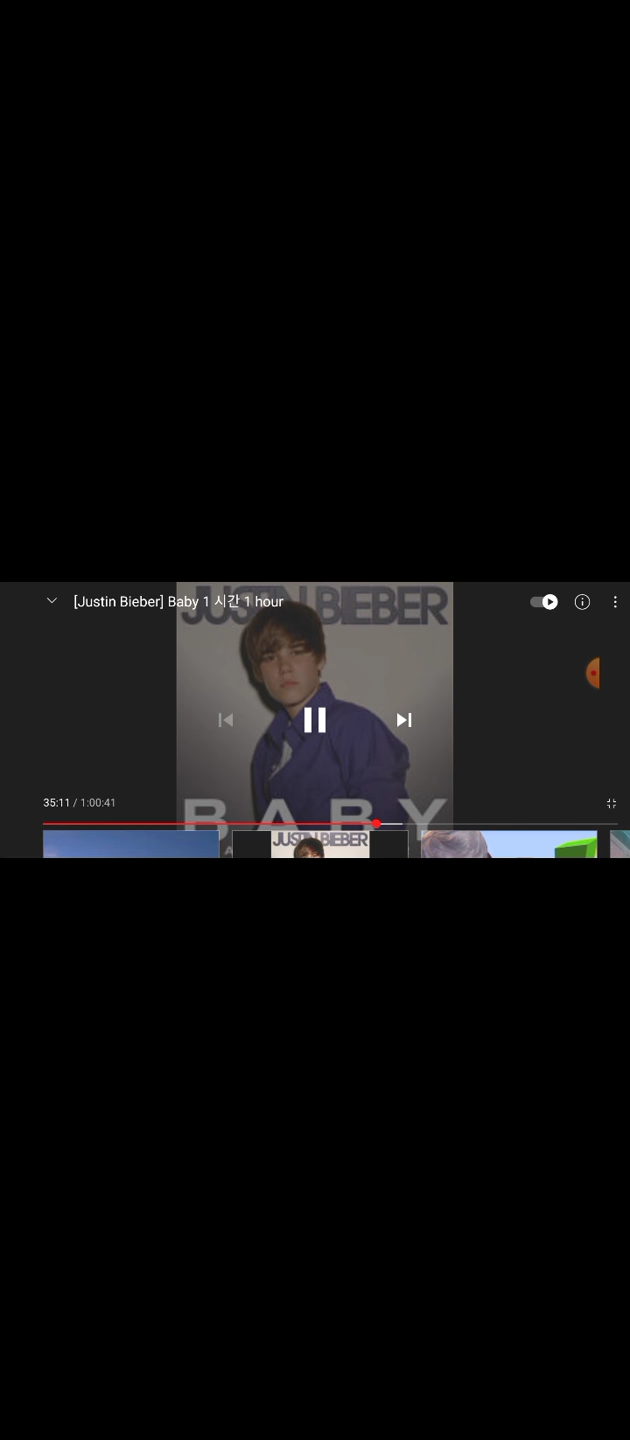 JUSTIN BIEBER
[Justin Bieber] Baby 1 시간 1 hour
35:11 / 1:00:41
BABY
JUSTIN BIEBER